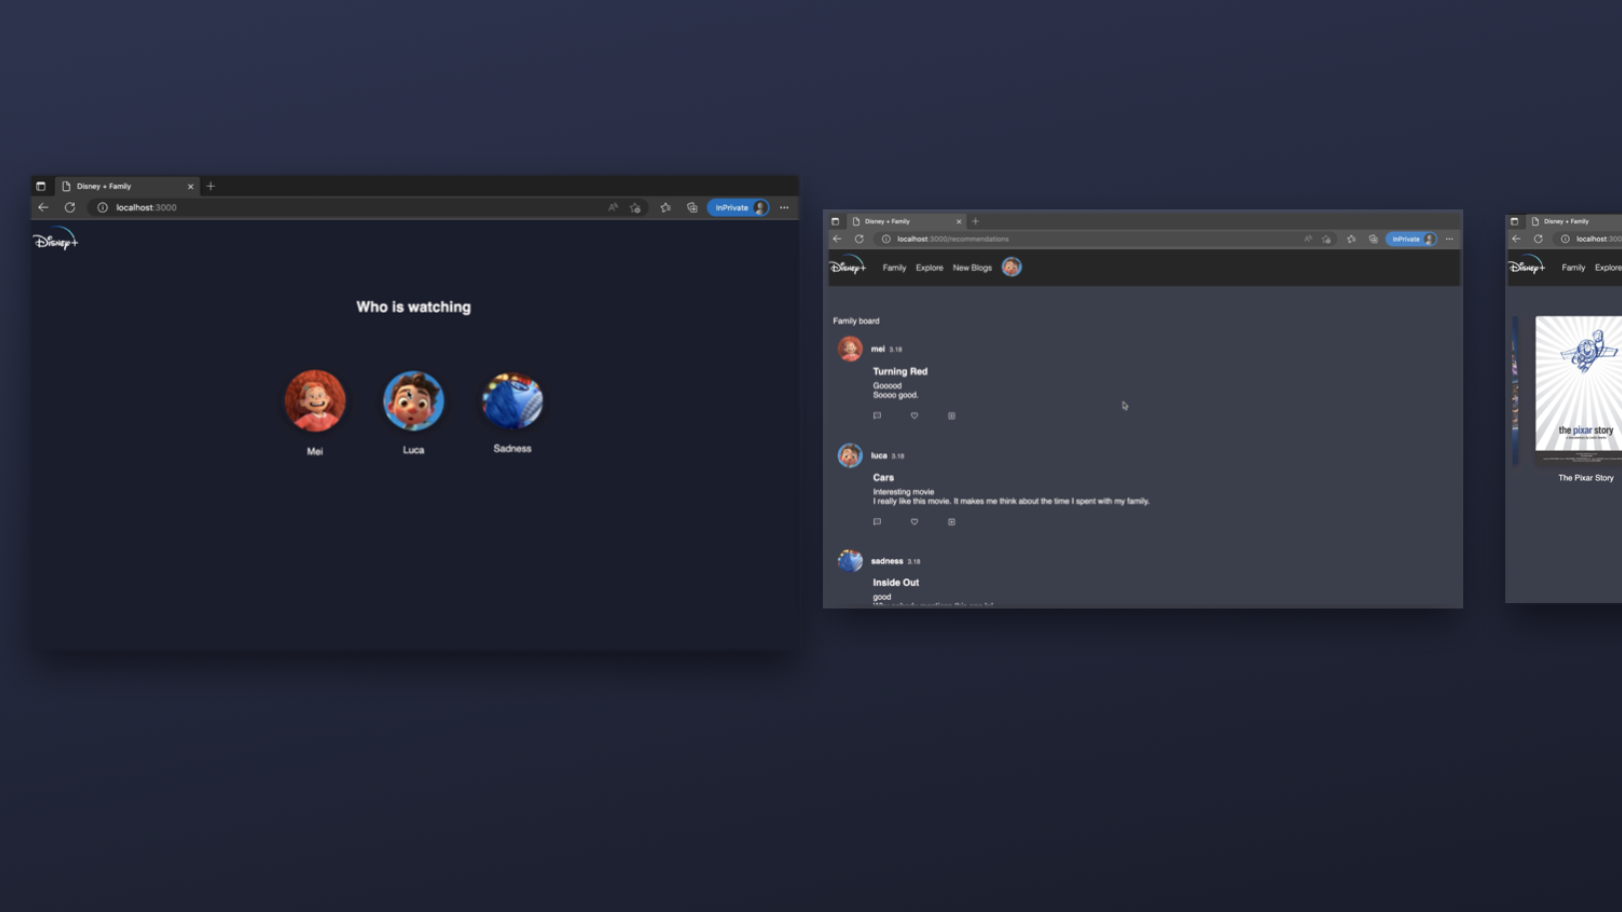 Disney + Family
localhost:3000
InPrivate
Disney+
Who is watching
Mei
Luca
Sadness
Disney + Family
localhost:3000/recommendations
InPrivate
Disney+
Family
Explore
New Blogs
Family board
mei 3.18
Turning Red
Gooood
Soooo good.
luca 3.18
Cars
Interesting movie
I really like this movie. It makes me think about the time I spent with my family.
sadness 3.18
Inside Out
good
Disney + Family
localhost:300
Disney+
Family
Explore
the pixar story
The Pixar Story